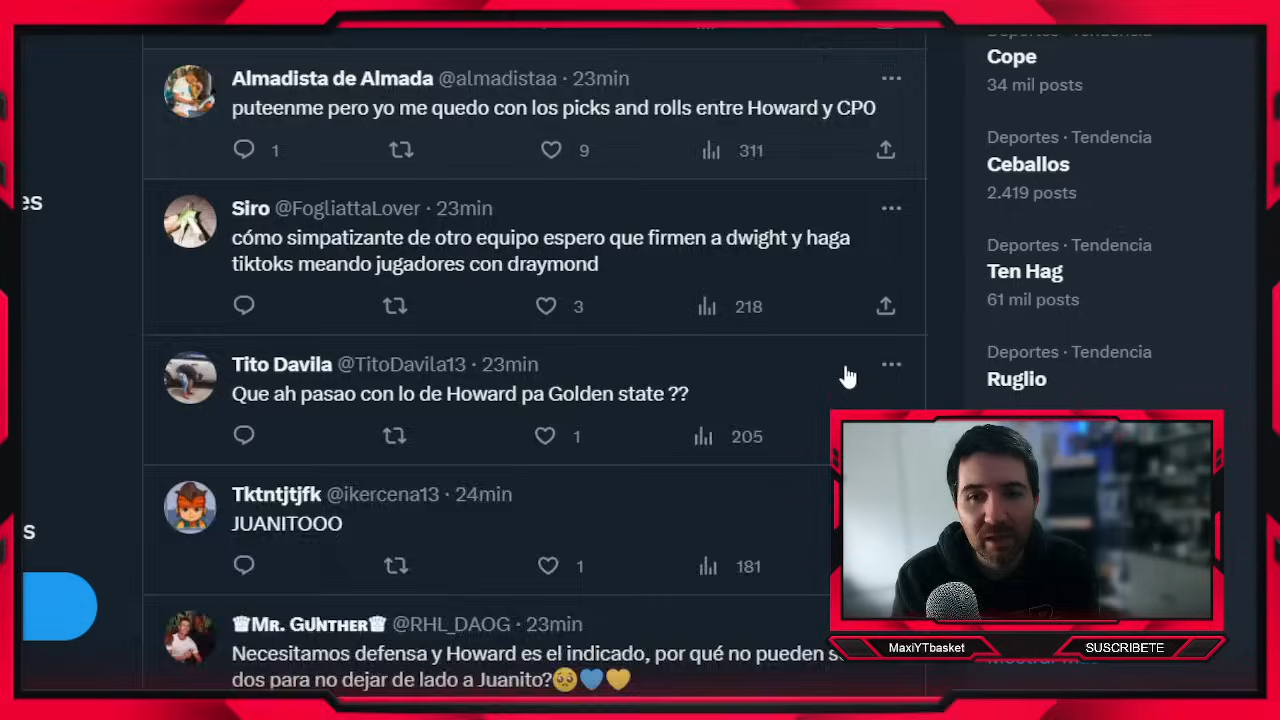 Almadista de Almada @almadistaa · 23min
puteenme pero yo me quedo con los picks and rolls entre Howard y CP0
1 9 311
Siro @FogliattaLover · 23min
cómo simpatizante de otro equipo espero que firmen a dwight y haga
tiktoks meando jugadores con draymond
3 218
Tito Davila @TitoDavila13 · 23min
Que ah pasao con lo de Howard pa Golden state ??
1 205
Tktntjtjfk @ikercena13 · 24min
JUANITOOO
1 181
♕Mr. Gunther♕ @RHL_DAOG · 23min
Necesitamos defensa y Howard es el indicado, por qué no pueden
dos para no dejar de lado a Juanito?🥺💙💛
es
s
Cope
34 mil posts
Deportes · Tendencia
Ceballos
2.419 posts
Deportes · Tendencia
Ten Hag
61 mil posts
Deportes · Tendencia
Ruglio
MaxiYTbasket
SUSCRIBETE